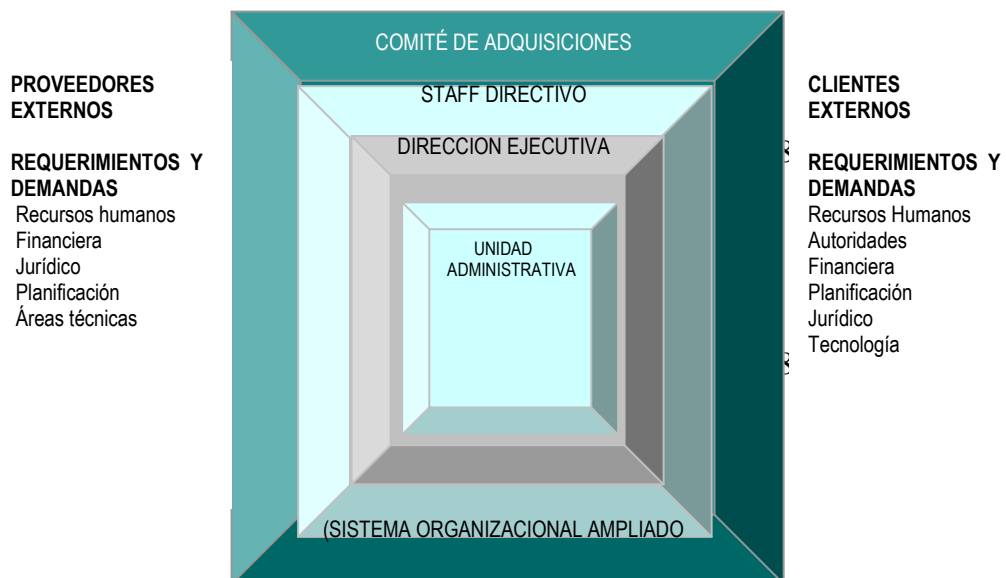 COMITÉ DE ADQUISICIONES
STAFF DIRECTIVO
DIRECCION EJECUTIVA
UNIDAD
ADMINISTRATIVA
(SISTEMA ORGANIZACIONAL AMPLIADO
PROVEEDORES
EXTERNOS
REQUERIMIENTOS Y
DEMANDAS
Recursos humanos
Financiera
Jurídico
Planificación
Áreas técnicas
CLIENTES
EXTERNOS
REQUERIMIENTOS Y
DEMANDAS
Recursos Humanos
Autoridades
Financiera
Planificación
Jurídico
Tecnología